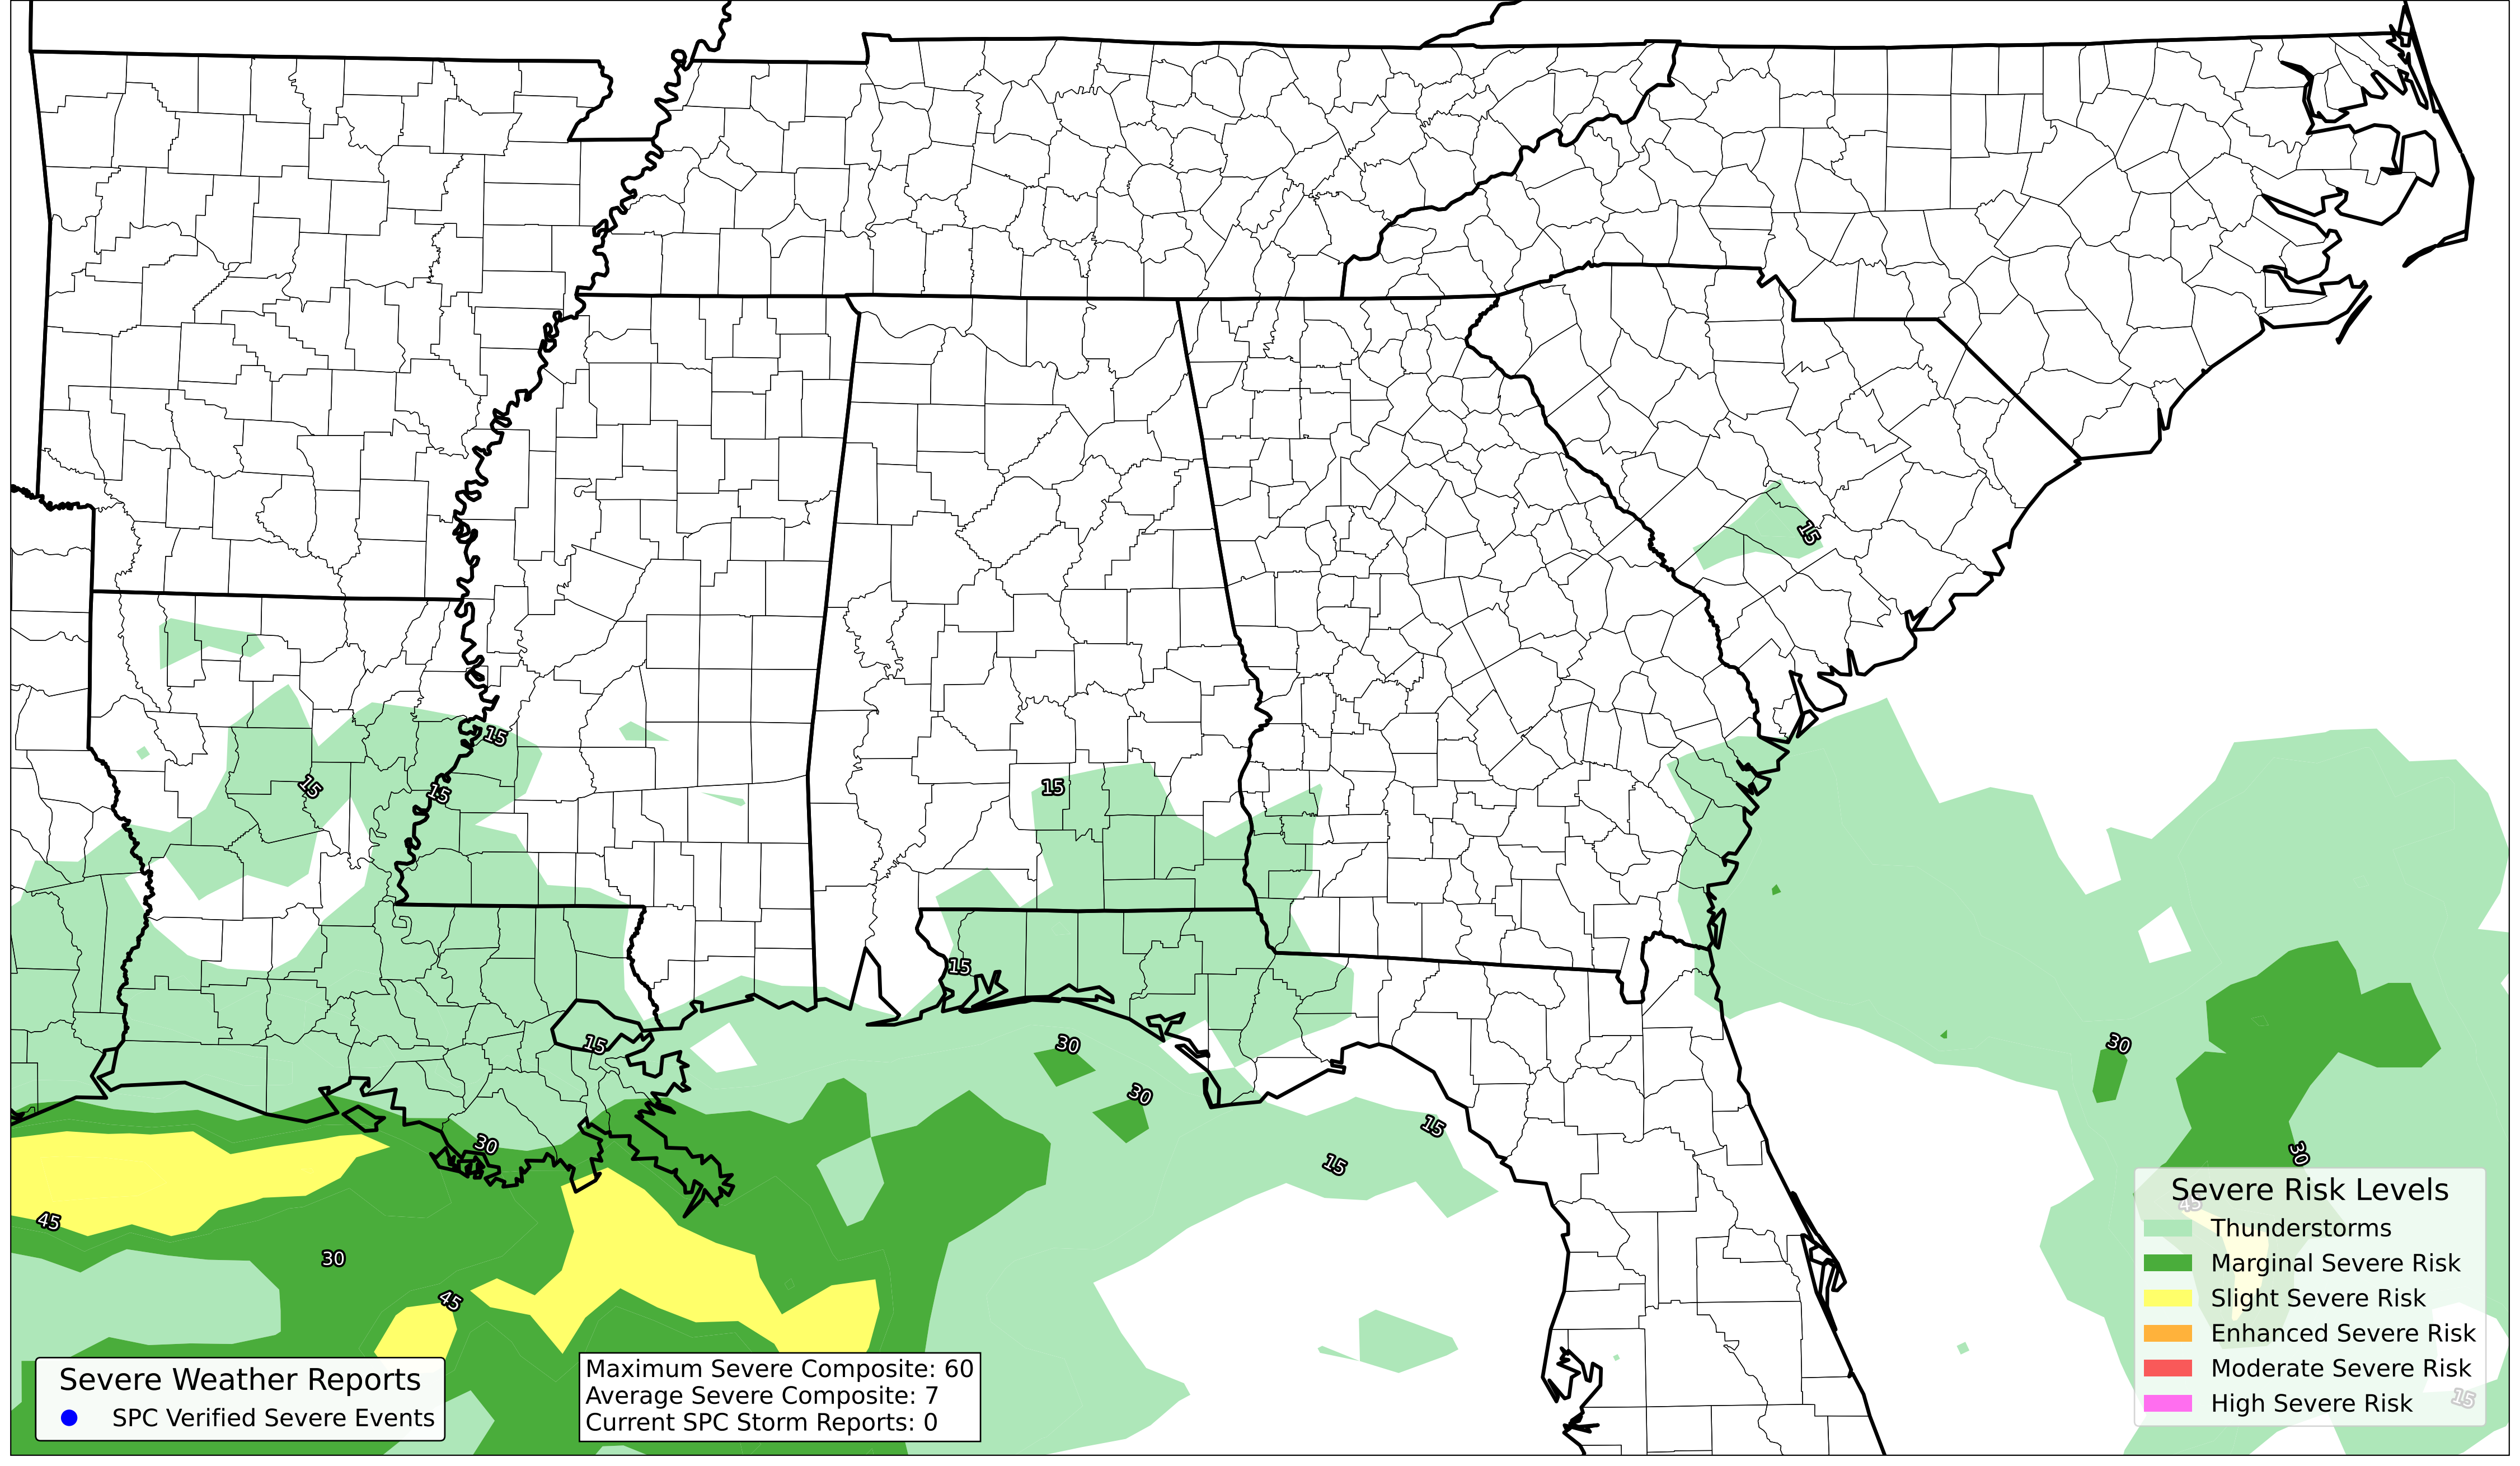 15
15
15
15
15
15
15
30
30
30
15
15
30
30
45
30
45
45
15
Severe Risk Levels
Thunderstorms
Marginal Severe Risk
Slight Severe Risk
Enhanced Severe Risk
Moderate Severe Risk
High Severe Risk
Severe Weather Reports
SPC Verified Severe Events
Maximum Severe Composite: 60
Average Severe Composite: 7
Current SPC Storm Reports: 0